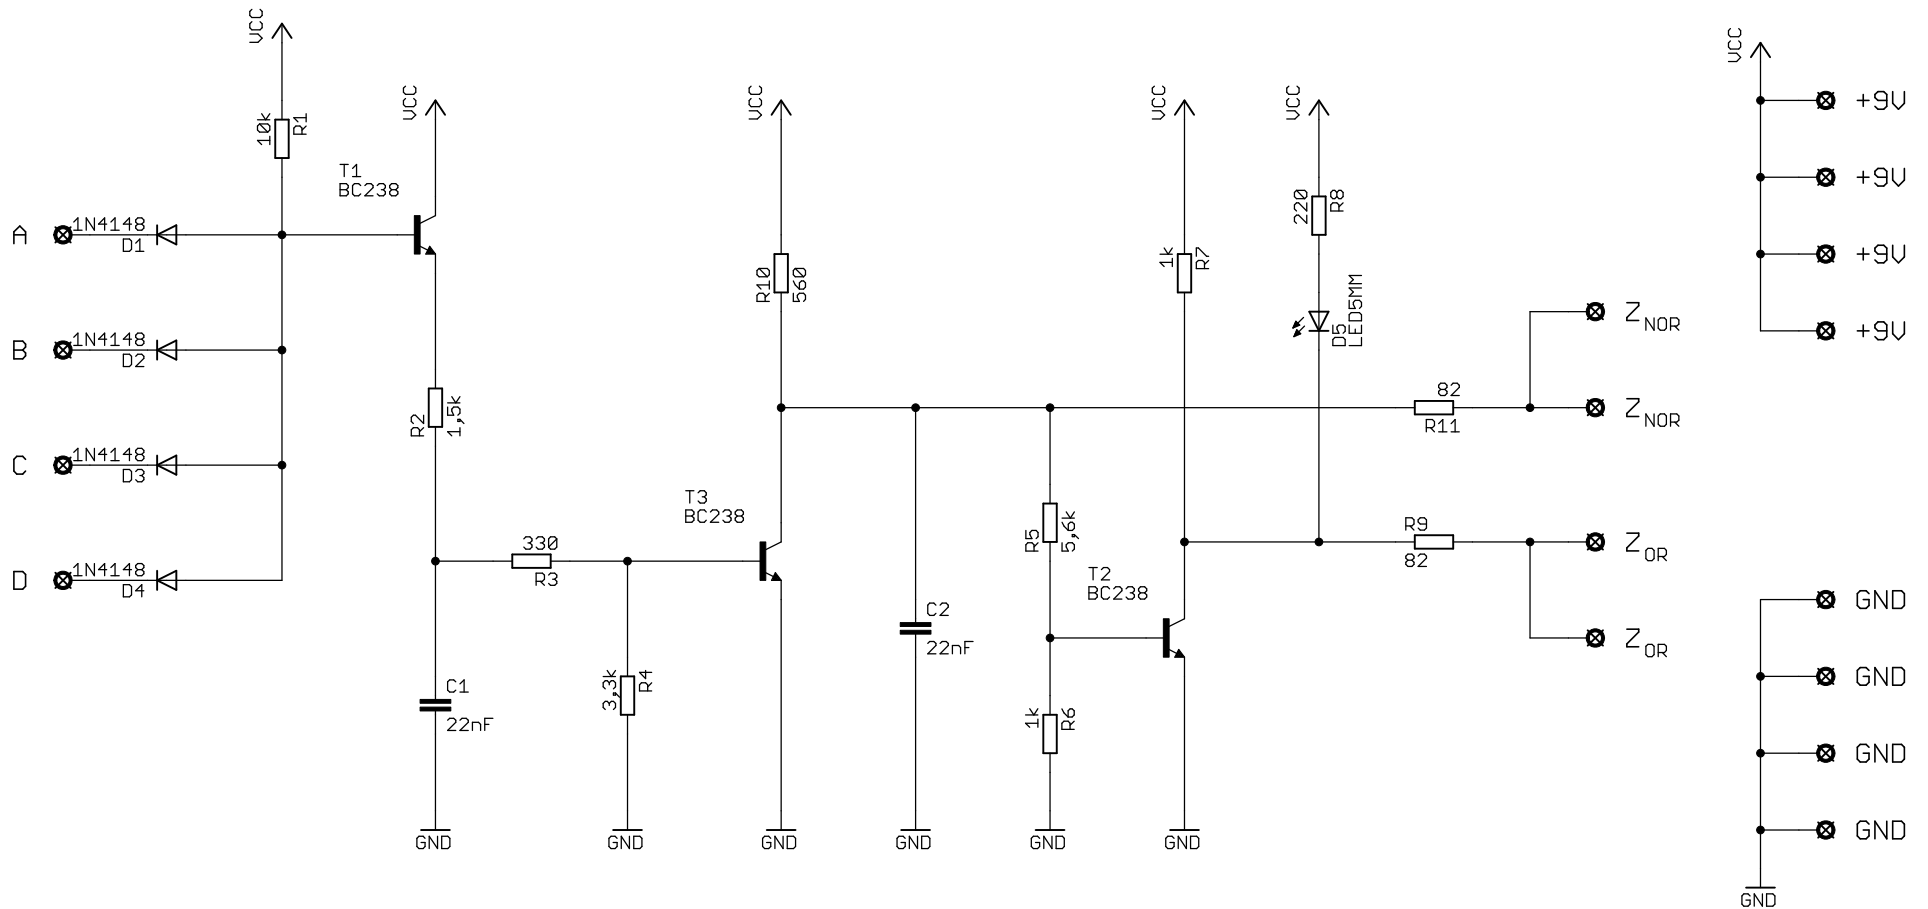 VCC
10k
R1
VCC
T1
BC238
A
1N4148
D1
B
1N4148
D2
C
1N4148
D3
D
1N4148
D4
R2
1,5k
330
R3
C1
22nF
GND
3,3k
R4
GND
VCC
R10
560
T3
BC238
GND
C2
22nF
GND
R5
5,6k
1k
R6
GND
VCC
1k
R7
T2
BC238
GND
VCC
220
R8
D5
LED5MM
82
R11
R9
82
Z NOR
Z NOR
Z OR
Z OR
VCC
+9V
+9V
+9V
+9V
GND
GND
GND
GND
GND